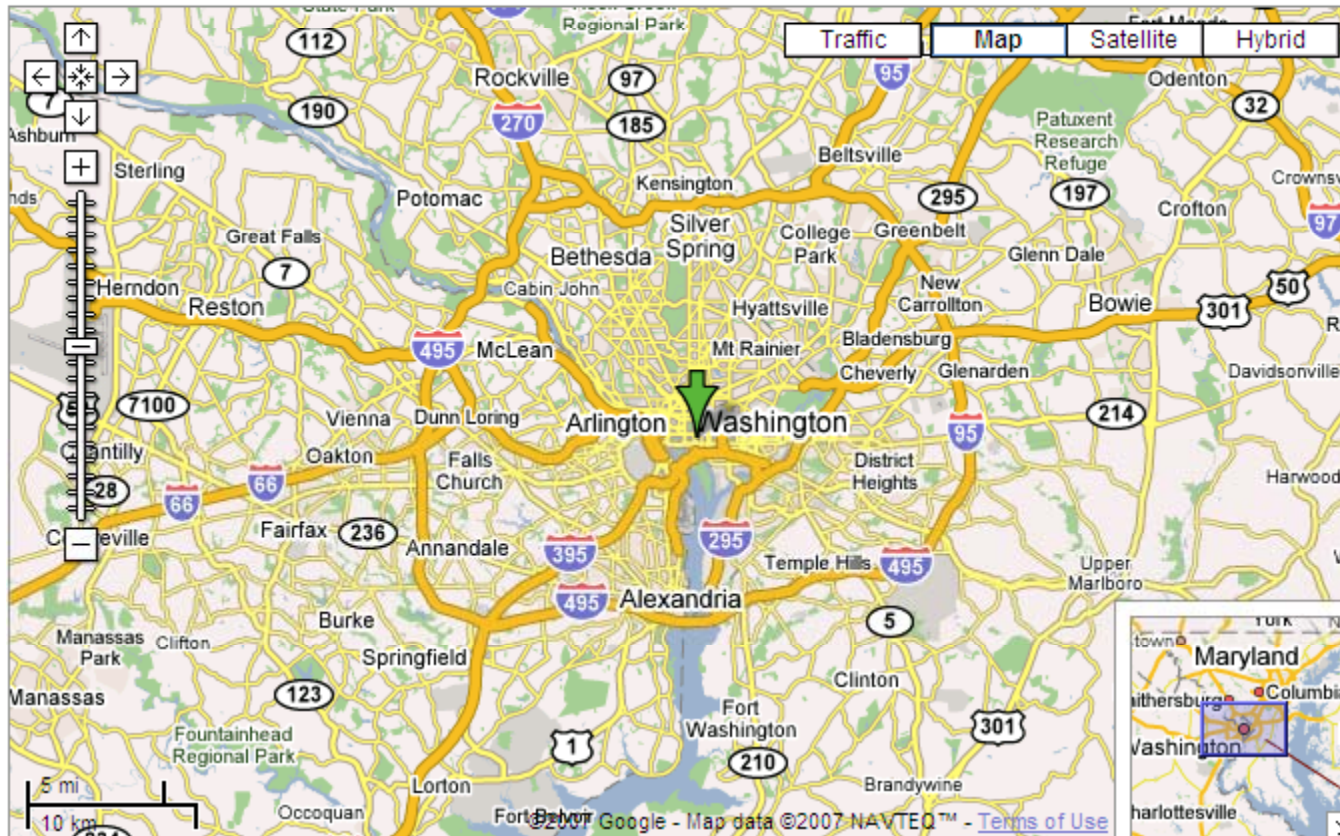 Regional Park
112
Traffic
Map
Satellite
Hybrid
Rockville
97
95
Odenton
7
190
270
185
32
Ashburn
Patuxent
Research
Refuge
Sterling
Beltsville
Kensington
Potomac
295
197
Crofton
Silver
Spring
97
Great Falls
College
Park
Greenbelt
Bethesda
Glenn Dale
7
Herndon
Cabin John
New
Carrollton
50
Reston
Hyattsville
Bowie
301
495
McLean
Mt Rainier
Bladensburg
Cheverly
Glenarden
Davidsonville
7100
Vienna
Dunn Loring
Arlington
Washington
214
95
Oakton
Falls
Church
District
Heights
66
66
28
Harwood
Fairfax
236
Annandale
395
295
Temple Hills
495
Upper
Marlboro
495
Alexandria
Burke
5
Manassas
Park
Clifton
Springfield
Maryland
Manassas
123
Clinton
Columbia
Fort
Washington
Washington
Fountainhead
Regional Park
1
301
210
5 mi
Lorton
Brandywine
10 km
Occoquan
Fort Belvoir
©2007 Google - Map data ©2007 NAVTEQ™ - Terms of Use